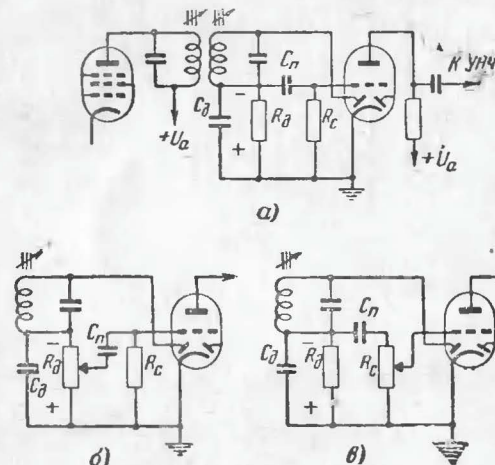 Cп
К УНЧ
Cд
−
Rд
Rc
+Ua
+
+Ua
а)
Cп
−
Cд
Rд
Rc
+
б)
Cп
−
Cд
Rд
Rc
+
в)